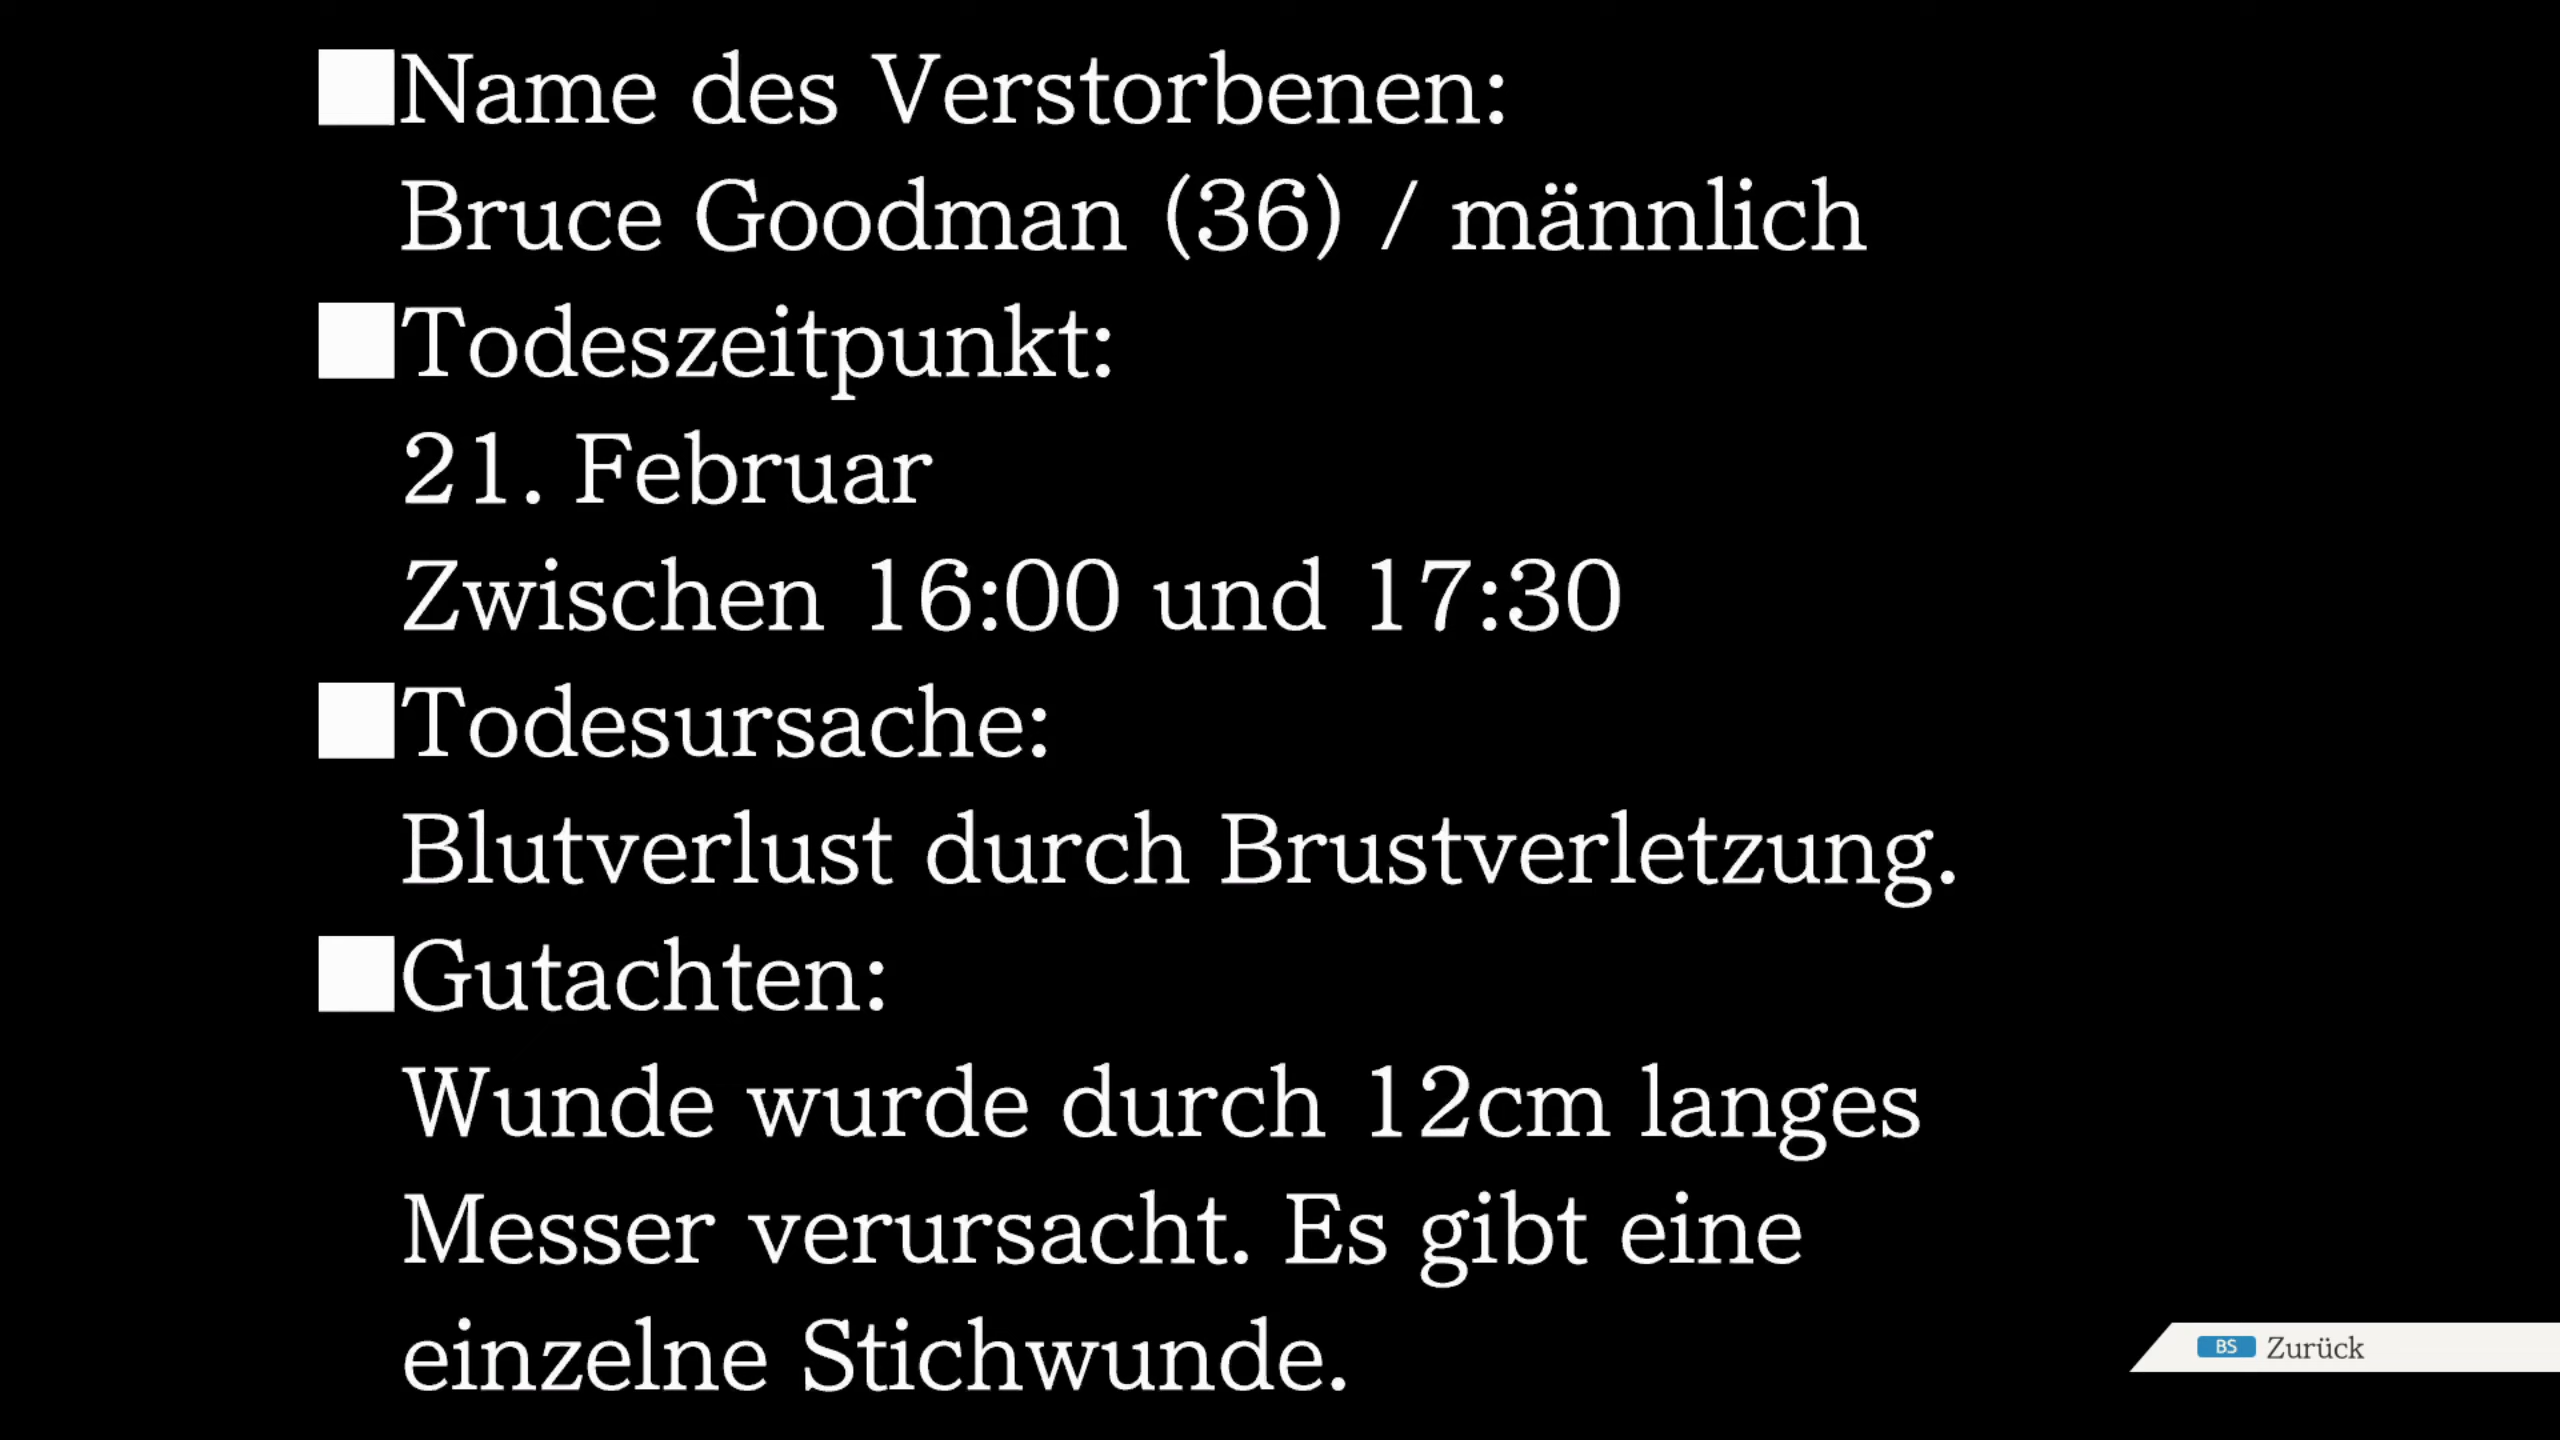 ■Name des Verstorbenen:
Bruce Goodman (36) / männlich
■Todeszeitpunkt:
21. Februar
Zwischen 16:00 und 17:30
■Todesursache:
Blutverlust durch Brustverletzung.
■Gutachten:
Wunde wurde durch 12cm langes
Messer verursacht. Es gibt eine
einzelne Stichwunde.
BS Zurück